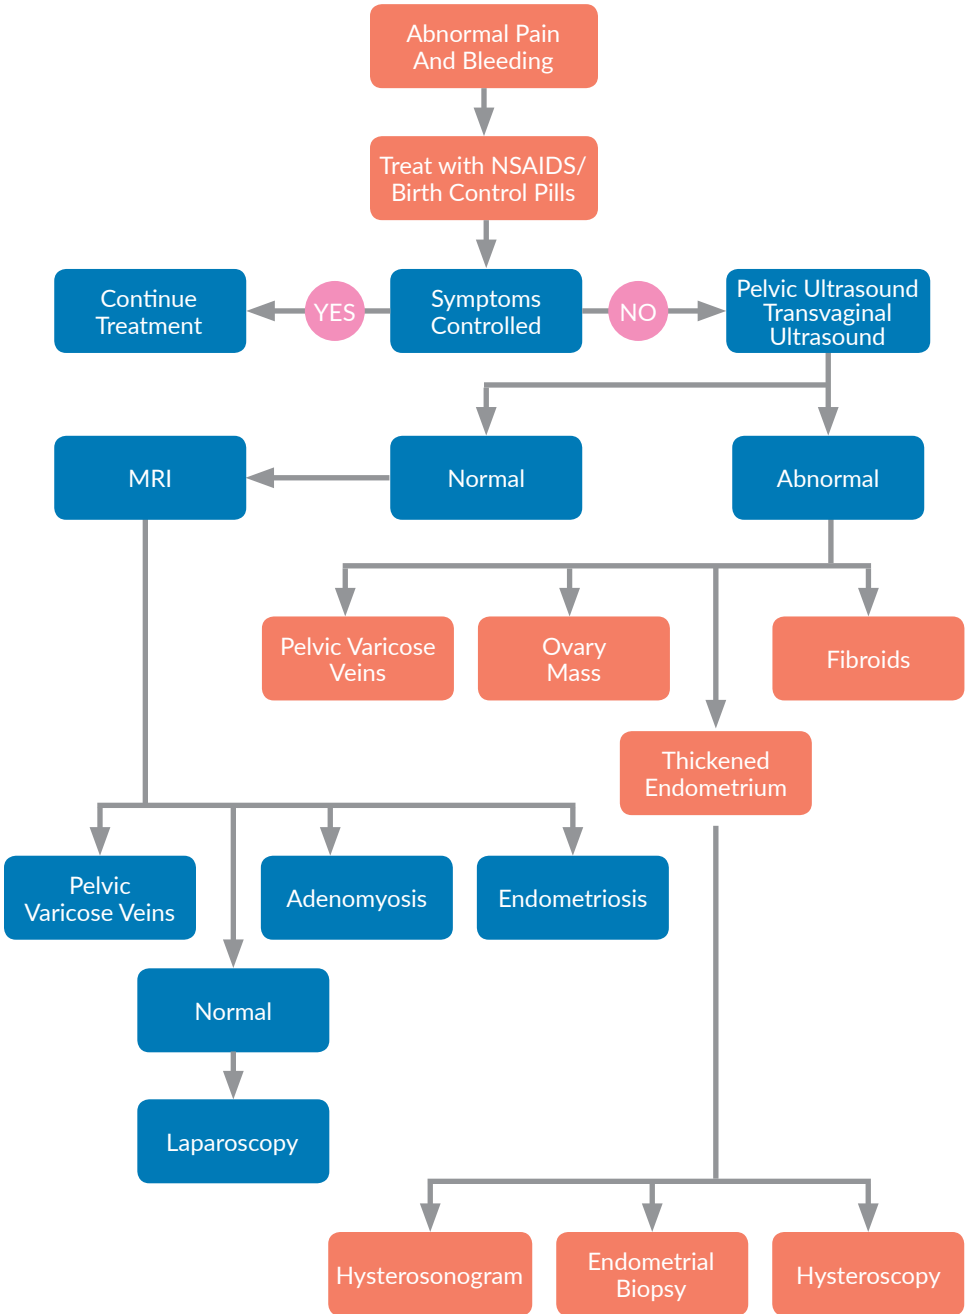 Abnormal Pain
And Bleeding
Treat with NSAIDS/
Birth Control Pills
Continue
Treatment
YES
Symptoms
Controlled
NO
Pelvic Ultrasound
Transvaginal
Ultrasound
MRI
Normal
Abnormal
Pelvic Varicose
Veins
Ovary
Mass
Fibroids
Thickened
Endometrium
Pelvic
Varicose Veins
Adenomyosis
Endometriosis
Normal
Laparoscopy
Hysterosonogram
Endometrial
Biopsy
Hysteroscopy